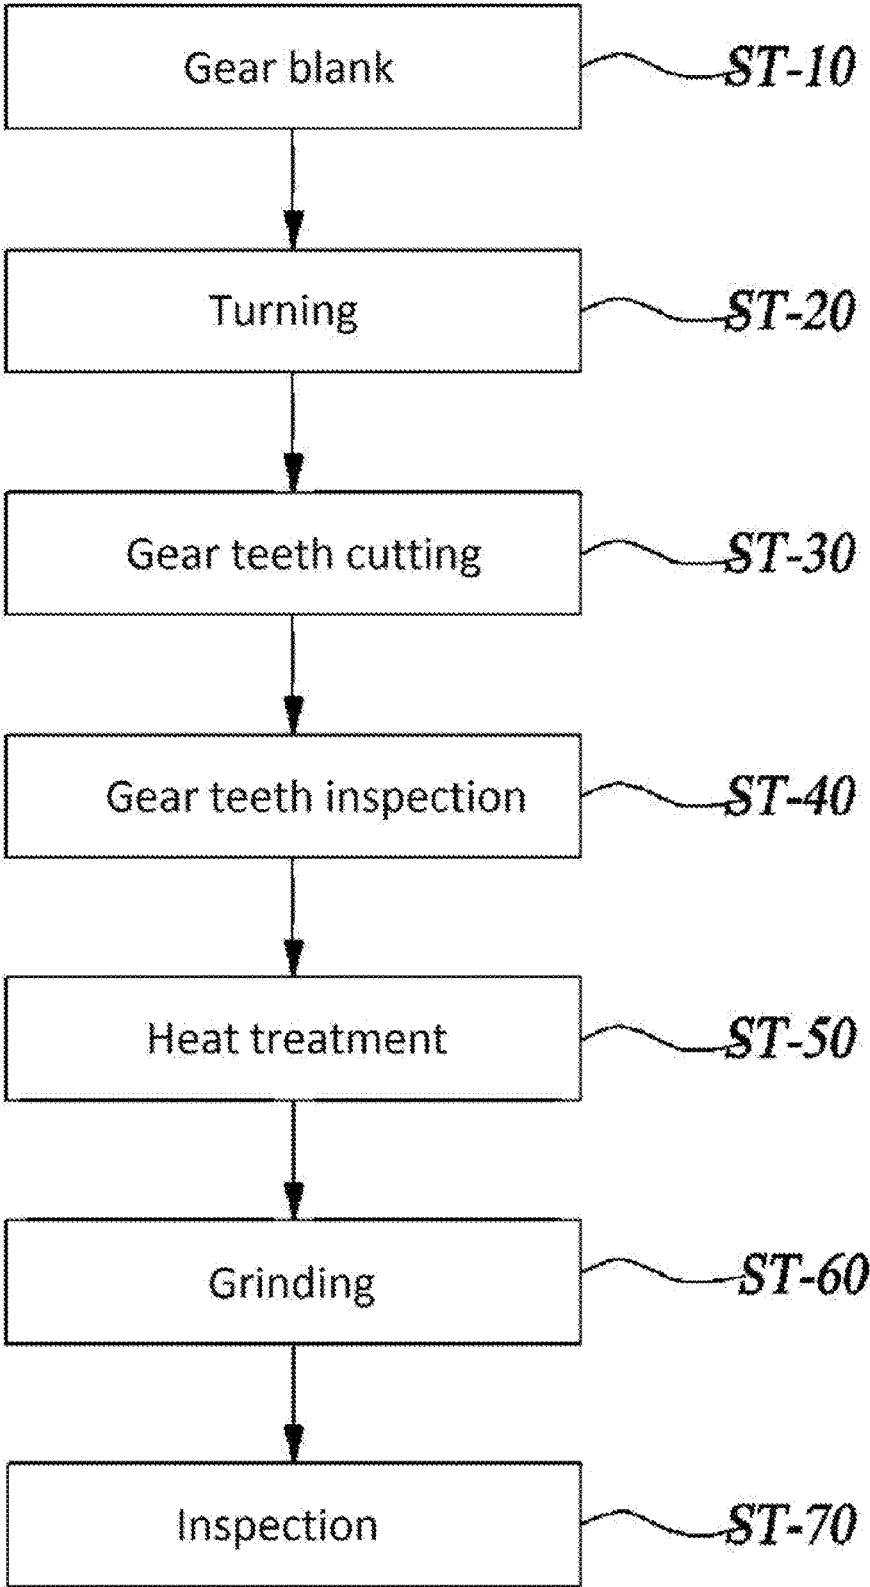 Gear blank ST-10
Turning ST-20
Gear teeth cutting ST-30
Gear teeth inspection ST-40
Heat treatment ST-50
Grinding ST-60
Inspection ST-70